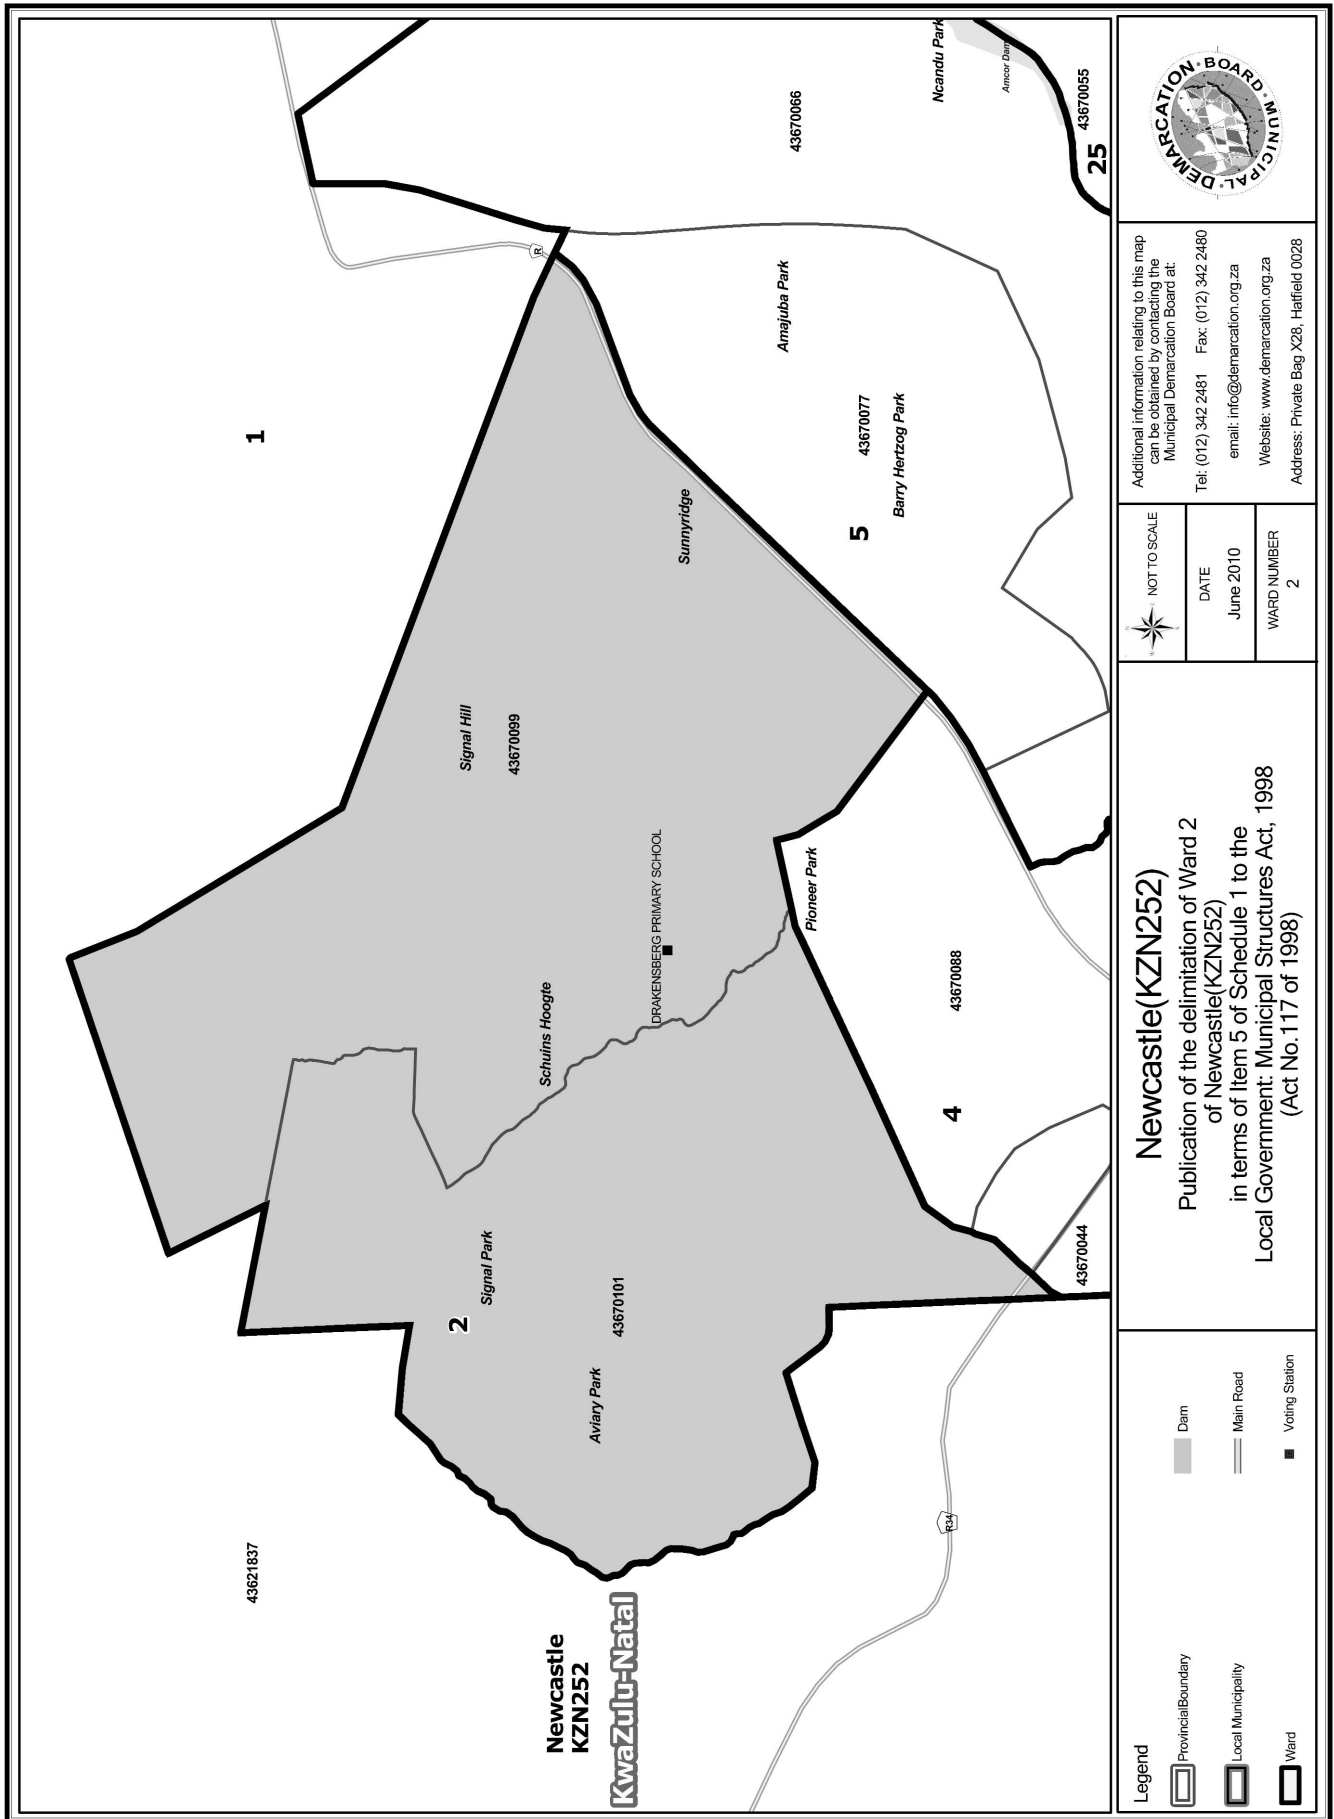 1
43621837
Newcastle
KZN252
KwaZulu-Natal
2
Signal Park
Aviary Park
43670101
Schuins Hoogte
DRAKENSBERG PRIMARY SCHOOL
Signal Hill
43670099
Sunnyridge
R
43670066
Ncandu Park
Amcor Dam
43670055
25
Amajuba Park
5
43670077
Barry Hertzog Park
Pioneer Park
43670088
4
43670044
R34
Legend
ProvincialBoundary
Local Municipality
Ward
Dam
Main Road
Voting Station
Newcastle(KZN252)
Publication of the delimitation of Ward 2
of Newcastle(KZN252)
in terms of Item 5 of Schedule 1 to the
Local Government: Municipal Structures Act, 1998
(Act No.117 of 1998)
NOT TO SCALE
DATE
June 2010
WARD NUMBER
2
Additional information relating to this map
can be obtained by contacting the
Municipal Demarcation Board at:
Tel: (012) 342 2481 Fax: (012) 342 2480
email: info@demarcation.org.za
Website: www.demarcation.org.za
Address: Private Bag X28, Hatfield 0028
MUNICIPAL · DEMARCATION · BOARD ·